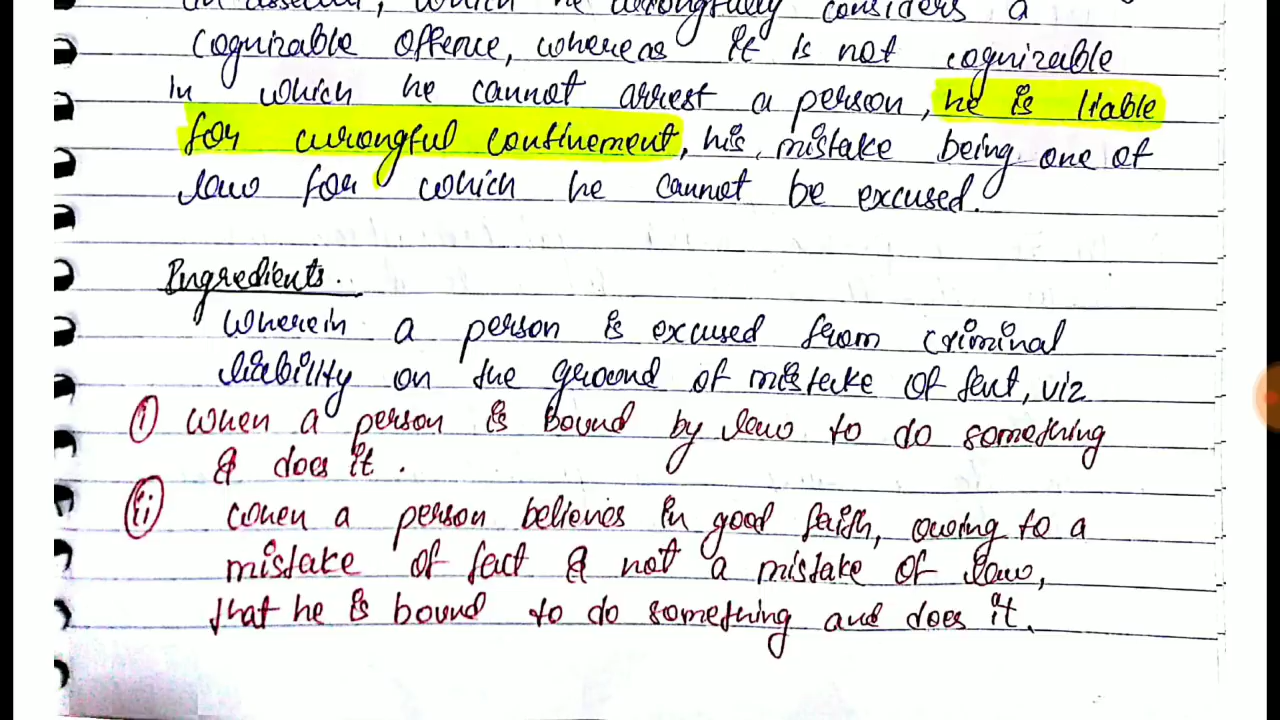 which he wrongfully considers a
cognizable offence, whereas it is not cognizable
in which he cannot arrest a person, he is liable
for wrongful confinement, his mistake being one of
law for which he cannot be excused.
Ingredients.
wherein a person is excused from criminal
liability on the ground of mistake of fact, viz
(i) when a person is bound by law to do something
& does it.
(ii) when a person believes in good faith, owing to a
mistake of fact & not a mistake of law,
that he is bound to do something and does it.